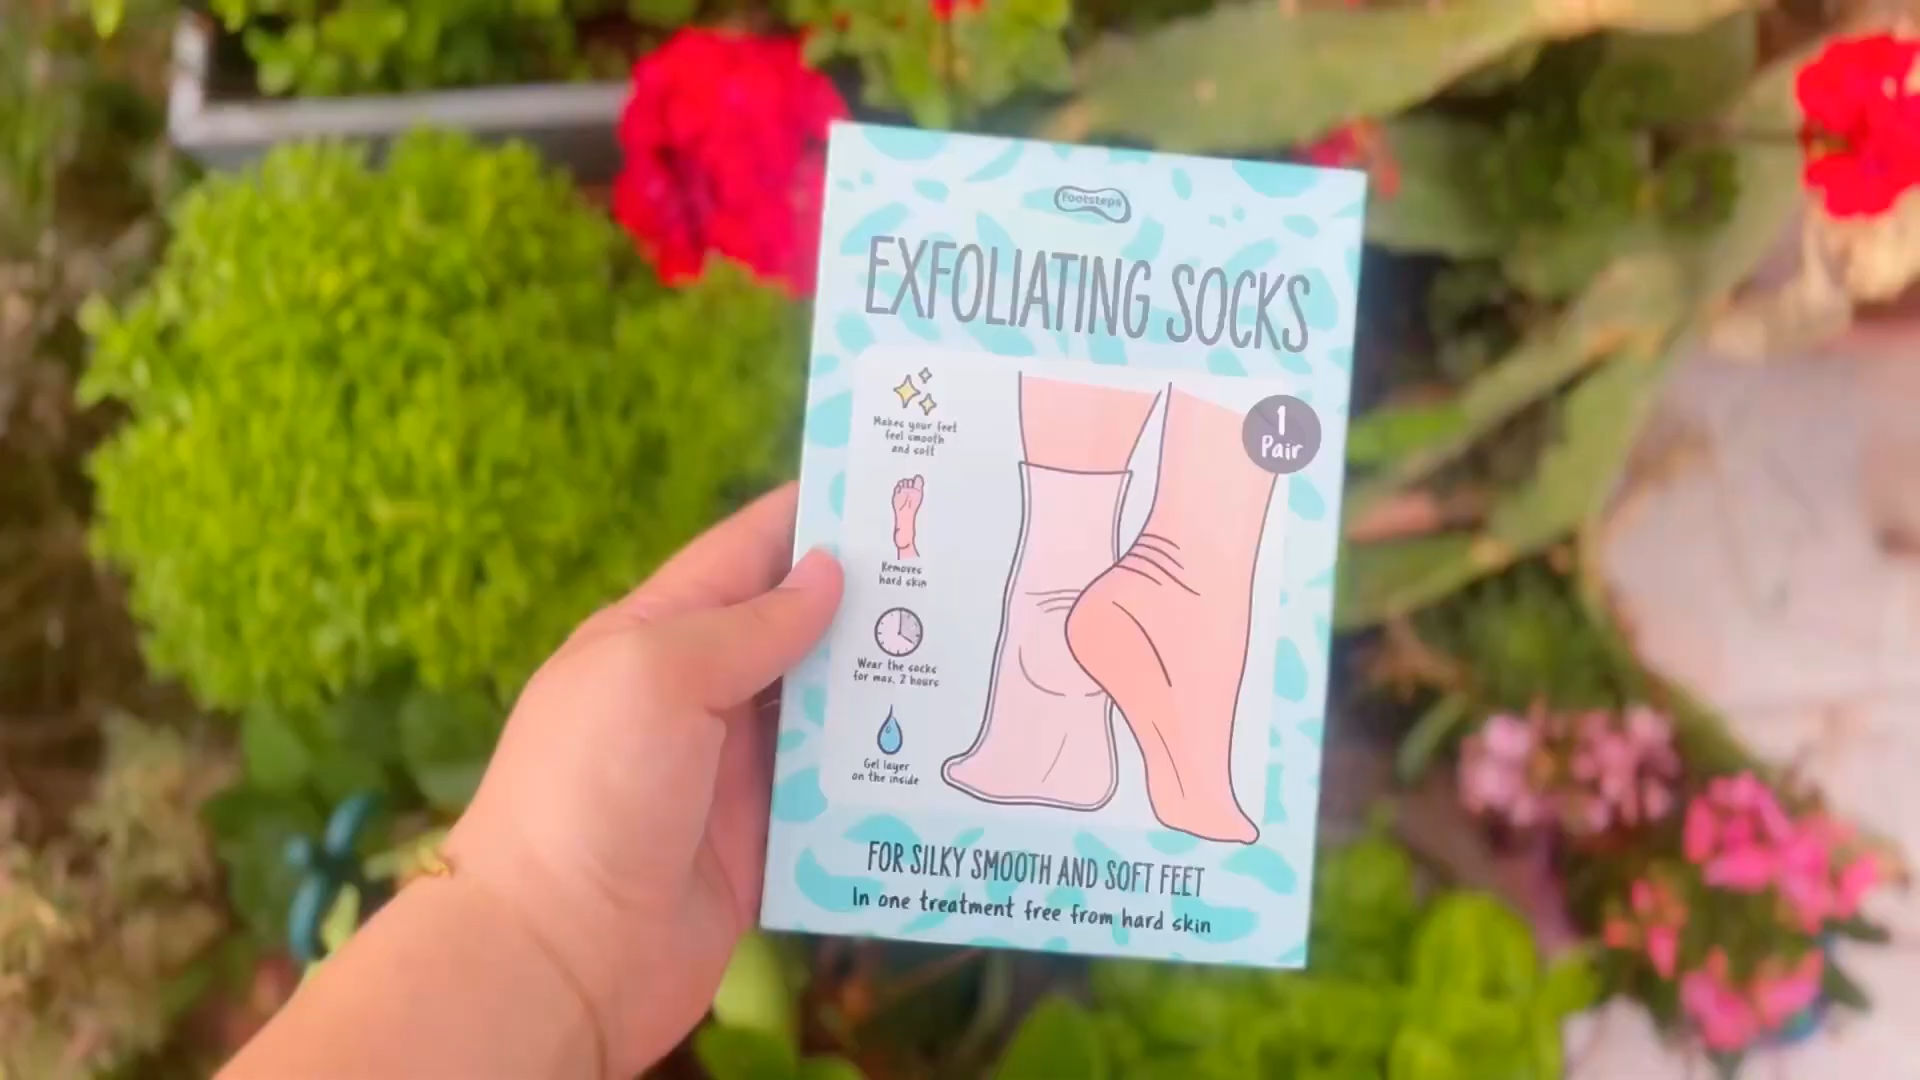 footsteps
EXFOLIATING SOCKS
1
Pair
Makes your feet
feel smooth
and soft
Removes
hard skin
Wear the socks
for max. 2 hours
Gel layer
on the inside
FOR SILKY SMOOTH AND SOFT FEET
In one treatment free from hard skin